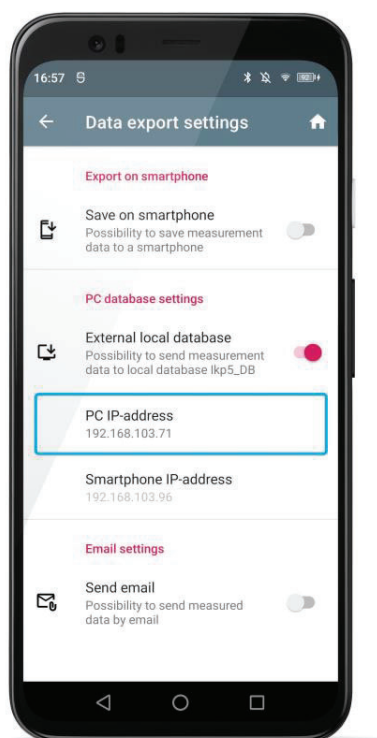 16:57
Data export settings
Export on smartphone
Save on smartphone
Possibility to save measurement
data to a smartphone
PC database settings
External local database
Possibility to send measurement
data to local database lkp5_DB
PC IP-address
192.168.103.71
Smartphone IP-address
192.168.103.96
Email settings
Send email
Possibility to send measured
data by email